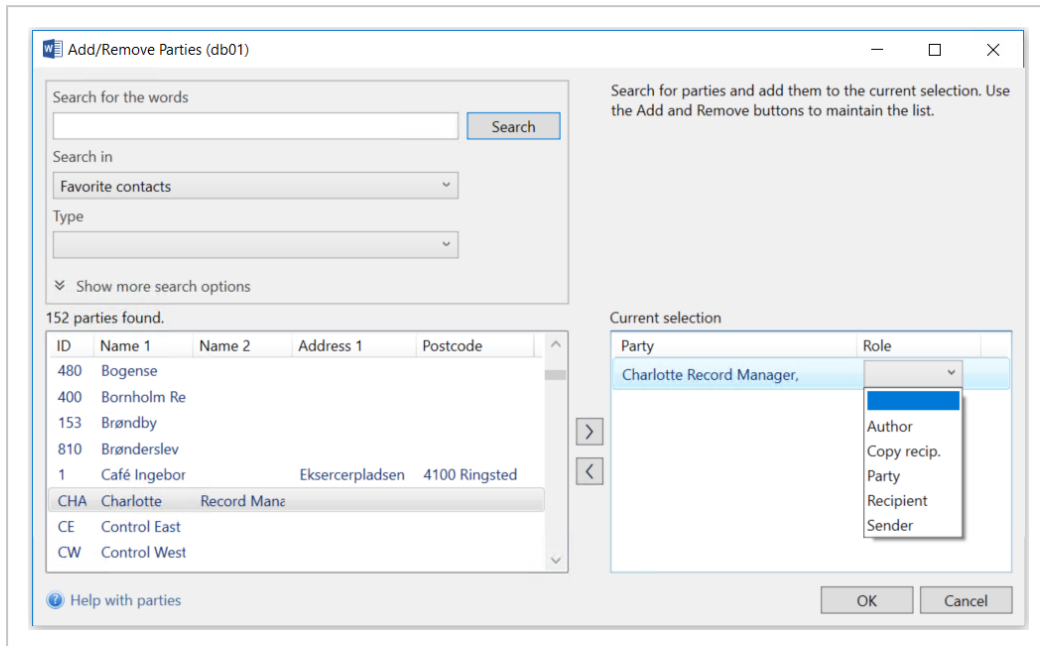 Add/Remove Parties (db01)
Search for the words
Search
Search in
Favorite contacts
Type
Show more search options
Search for parties and add them to the current selection. Use
the Add and Remove buttons to maintain the list.
152 parties found.
ID Name 1 Name 2 Address 1 Postcode
480 Bogense
400 Bornholm Re
153 Brøndby
810 Brønderslev
1 Café Ingebor Eksercerpladsen 4100 Ringsted
CHA Charlotte Record Mana
CE Control East
CW Control West
Current selection
Party Role
Charlotte Record Manager,
Author
Copy recip.
Party
Recipient
Sender
Help with parties
OK Cancel